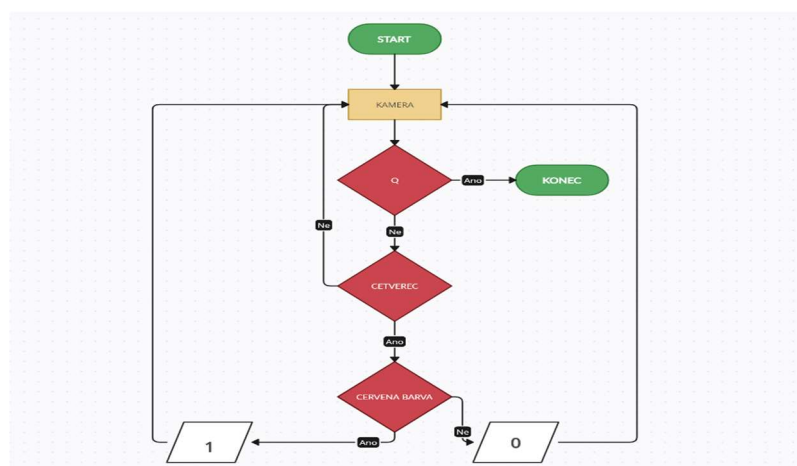 START
KAMERA
Q
Ano
KONEC
Ne
Ne
CETVEREC
Ano
CERVENA BARVA
Ne
Ano
1
0